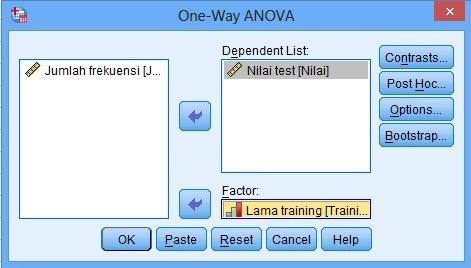 One-Way ANOVA
Dependent List:
Jumlah frekuensi [J...
Nilai test [Nilai]
Contrasts...
Post Hoc...
Options...
Bootstrap...
Factor:
Lama training [Traini...
OK Paste Reset Cancel Help